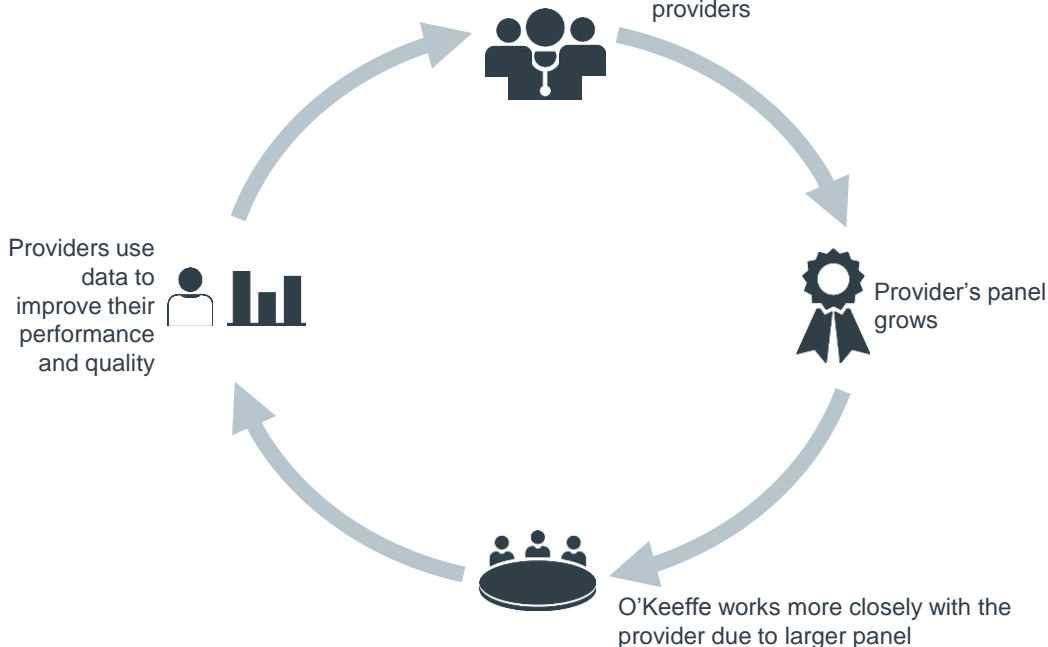 providers
Providers use
data to
improve their
performance
and quality
Provider’s panel
grows
O’Keeffe works more closely with the
provider due to larger panel